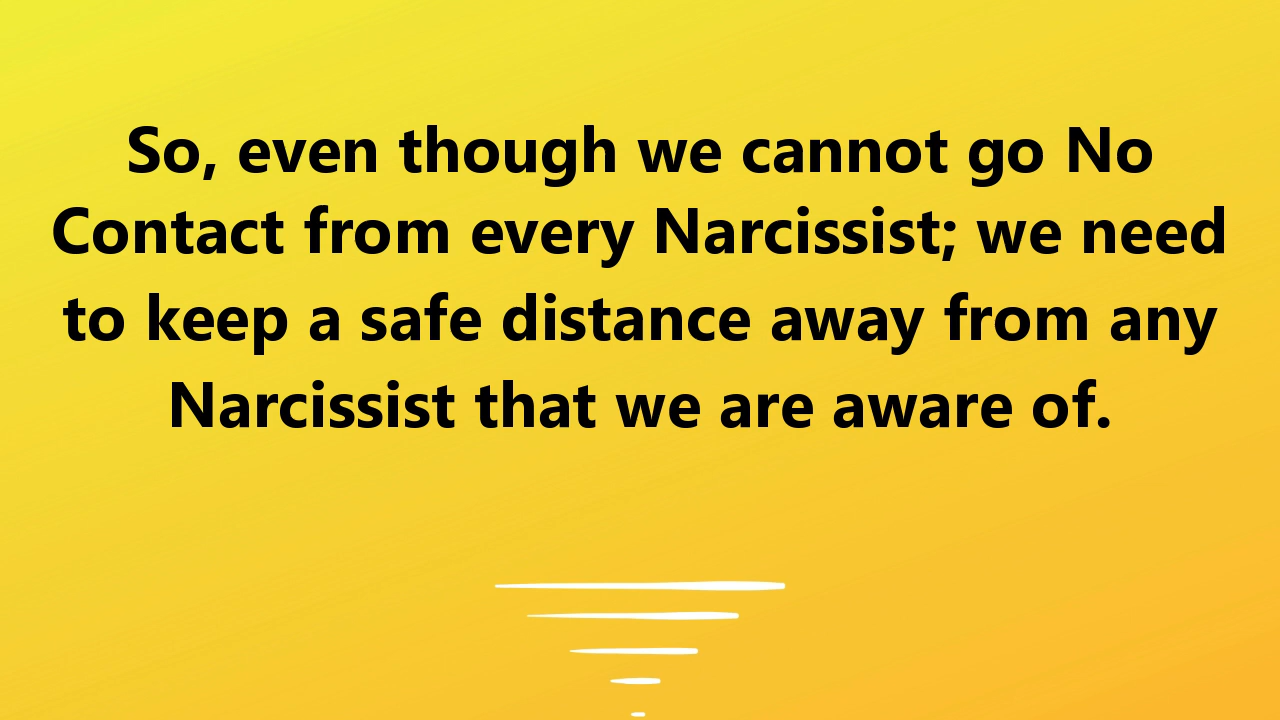 So, even though we cannot go No
Contact from every Narcissist; we need
to keep a safe distance away from any
Narcissist that we are aware of.